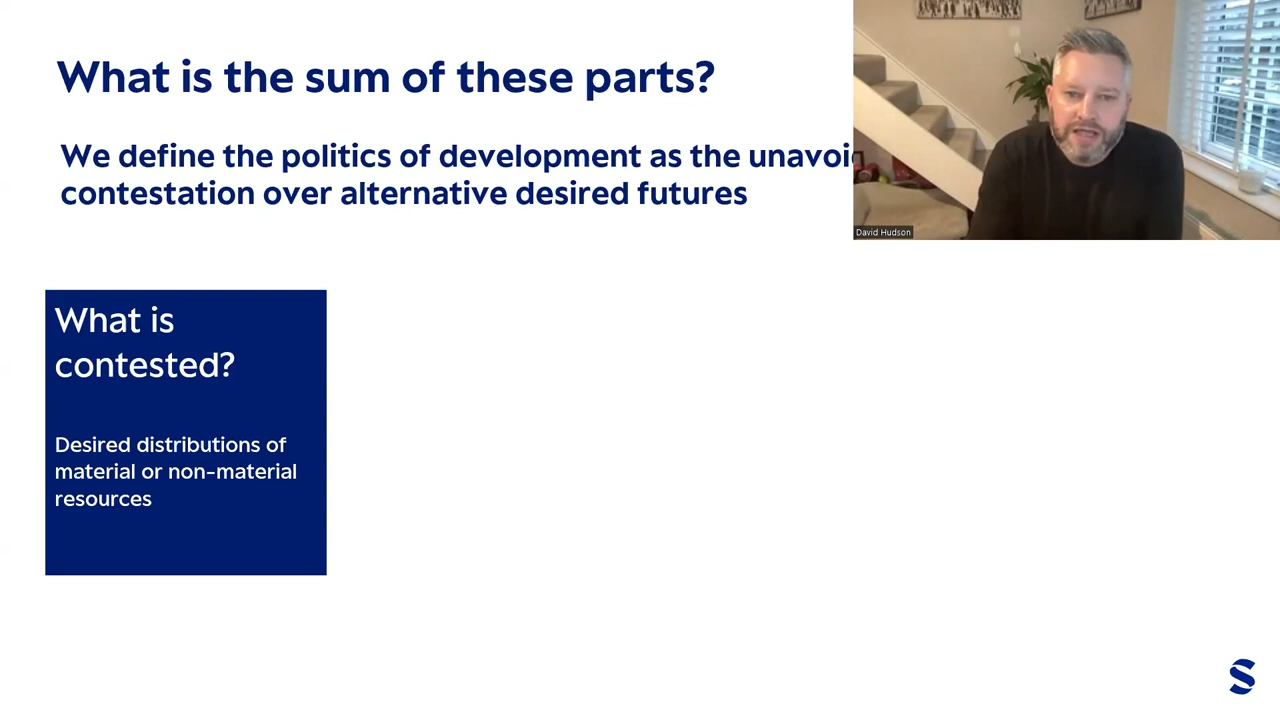 What is the sum of these parts?
We define the politics of development as the
contestation over alternative desired futures
David Hudson
What is
contested?
Desired distributions of
material or non-material
resources
S